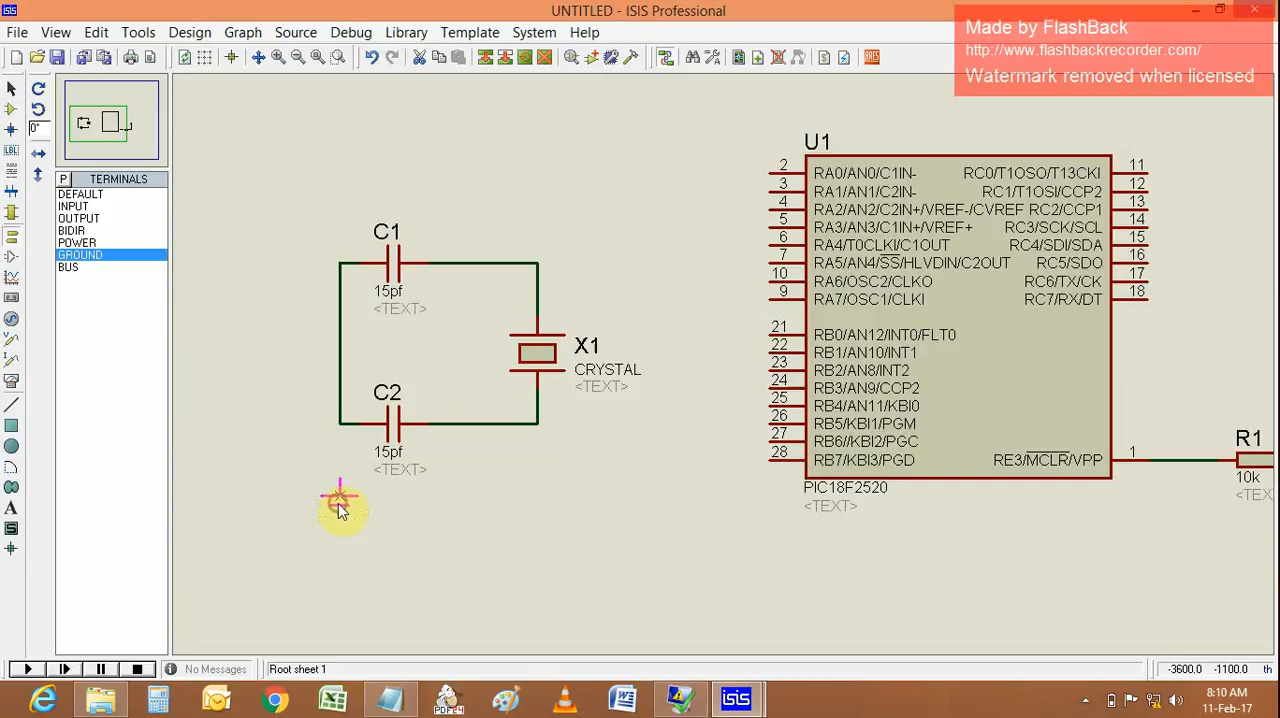 isis
UNTITLED - ISIS Professional
File View Edit Tools Design Graph Source Debug Library Template System Help
Made by FlashBack
http://www.flashbackrecorder.com/
Watermark removed when licensed
ARES
0°
LBL
P TERMINALS
DEFAULT
INPUT
OUTPUT
BIDIR
POWER
GROUND
BUS
A
S
C1
15pf
<TEXT>
C2
15pf
<TEXT>
X1
CRYSTAL
<TEXT>
U1
2 RA0/AN0/C1IN- RC0/T1OSO/T13CKI 11
3 RA1/AN1/C2IN- RC1/T1OSI/CCP2 12
4 RA2/AN2/C2IN+/VREF-/CVREF RC2/CCP1 13
5 RA3/AN3/C1IN+/VREF+ RC3/SCK/SCL 14
6 RA4/T0CLKI/C1OUT RC4/SDI/SDA 15
7 RA5/AN4/SS/HLVDIN/C2OUT RC5/SDO 16
10 RA6/OSC2/CLKO RC6/TX/CK 17
9 RA7/OSC1/CLKI RC7/RX/DT 18
21 RB0/AN12/INT0/FLT0
22 RB1/AN10/INT1
23 RB2/AN8/INT2
24 RB3/AN9/CCP2
25 RB4/AN11/KBI0
26 RB5/KBI1/PGM
27 RB6/KBI2/PGC
28 RB7/KBI3/PGD RE3/MCLR/VPP 1
PIC18F2520
<TEXT>
R1
10k
<TEX
No Messages Root sheet 1 -3600.0 -1100.0 th
PDF24
isis
8:10 AM
11-Feb-17